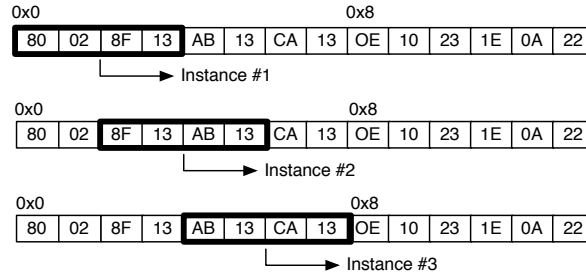 0x0 0x8
80 02 8F 13 AB 13 CA 13 OE 10 23 1E 0A 22
Instance #1
0x0 0x8
80 02 8F 13 AB 13 CA 13 OE 10 23 1E 0A 22
Instance #2
0x0 0x8
80 02 8F 13 AB 13 CA 13 OE 10 23 1E 0A 22
Instance #3